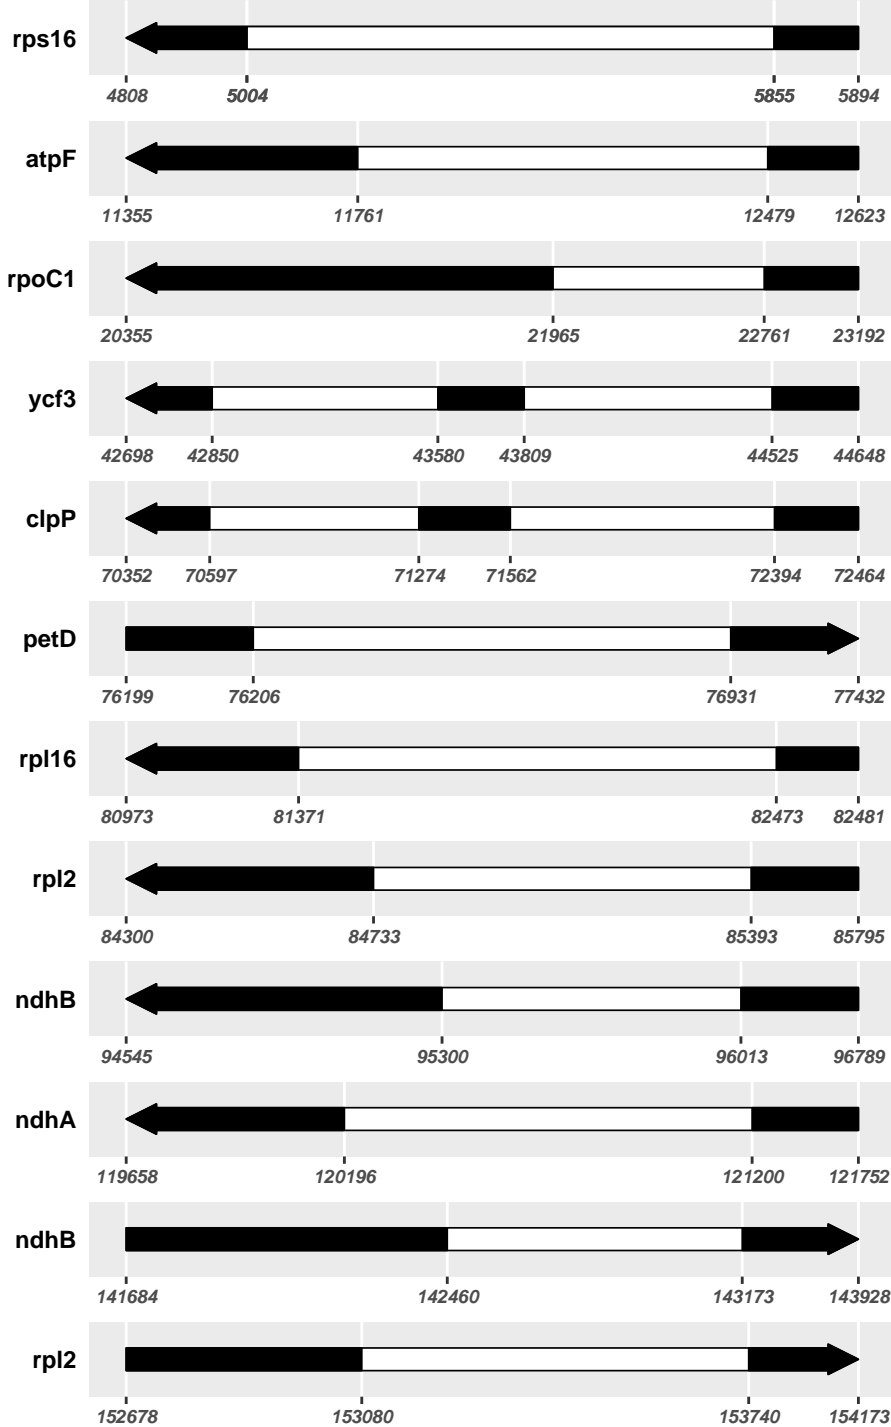 rps16
4808 5004 5855 5894
atpF
11355 11761 12479 12623
rpoC1
20355 21965 22761 23192
ycf3
42698 42850 43580 43809 44525 44648
clpP
70352 70597 71274 71562 72394 72464
petD
76199 76206 76931 77432
rpl16
80973 81371 82473 82481
rpl2
84300 84733 85393 85795
ndhB
94545 95300 96013 96789
ndhA
119658 120196 121200 121752
ndhB
141684 142460 143173 143928
rpl2
152678 153080 153740 154173